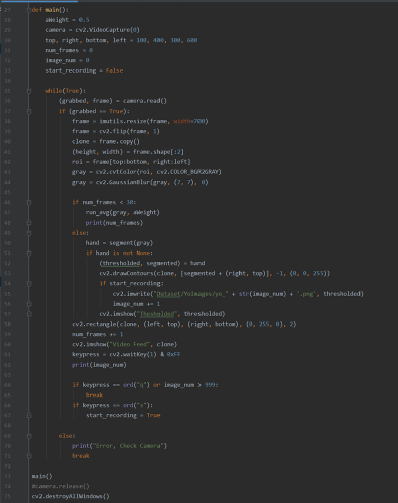 def main():
    aWeight = 0.5
    camera = cv2.VideoCapture(0)
    top, right, bottom, left = 100, 400, 300, 600
    num_frames = 0
    image_num = 0
    start_recording = False
    while(True):
        (grabbed, frame) = camera.read()
        if (grabbed == True):
            frame = imutils.resize(frame, width=700)
            frame = cv2.flip(frame, 1)
            clone = frame.copy()
            (height, width) = frame.shape[:2]
            roi = frame[top:bottom, right:left]
            gray = cv2.cvtColor(roi, cv2.COLOR_BGR2GRAY)
            gray = cv2.GaussianBlur(gray, (7, 7), 0)
            if num_frames < 30:
                run_avg(gray, aWeight)
                print(num_frames)
            else:
                hand = segment(gray)
                if hand is not None:
                    (thresholded, segmented) = hand
                    cv2.drawContours(clone, [segmented + (right, top)], -1, (0, 0, 255))
                    if start_recording:
                        cv2.imwrite("Dataset/YoImages/yo_" + str(image_num) + '.png', thresholded)
                        image_num += 1
                    cv2.imshow("Thesholded", thresholded)
            cv2.rectangle(clone, (left, top), (right, bottom), (0, 255, 0), 2)
            num_frames += 1
            cv2.imshow("Video Feed", clone)
            keypress = cv2.waitKey(1) & 0xFF
            print(image_num)
            if keypress == ord("q") or image_num > 999:
                break
            if keypress == ord("s"):
                start_recording = True
        else:
            print("Error, Check Camera")
            break
main()
#camera.release()
cv2.destroyAllWindows()